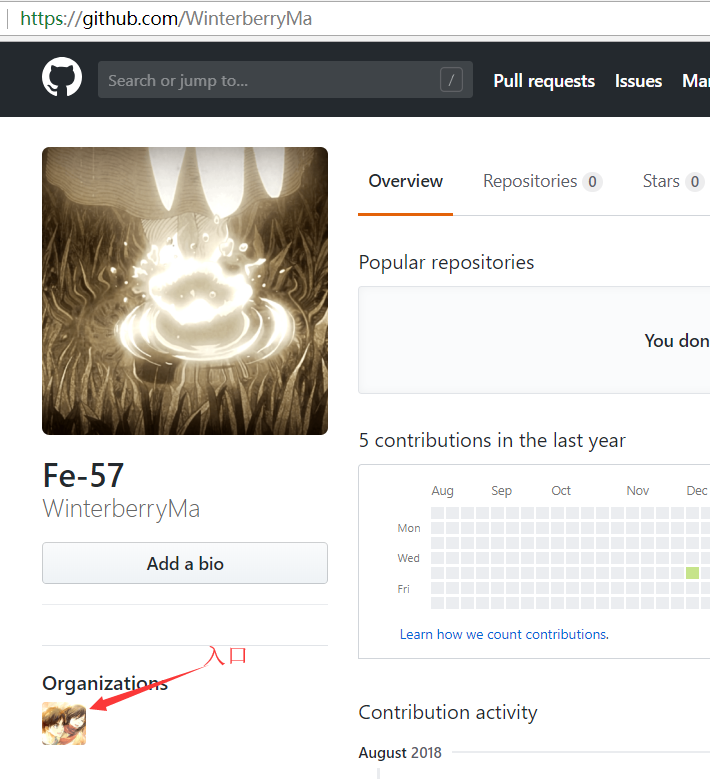 https://github.com/WinterberryMa
Search or jump to...
/
Pull requests
Issues
Mar
Overview
Repositories 0
Stars 0
Popular repositories
You don
Fe-57
WinterberryMa
Add a bio
5 contributions in the last year
Aug Sep Oct Nov Dec
Mon
Wed
Fri
Learn how we count contributions.
入口
Organizations
Contribution activity
August 2018